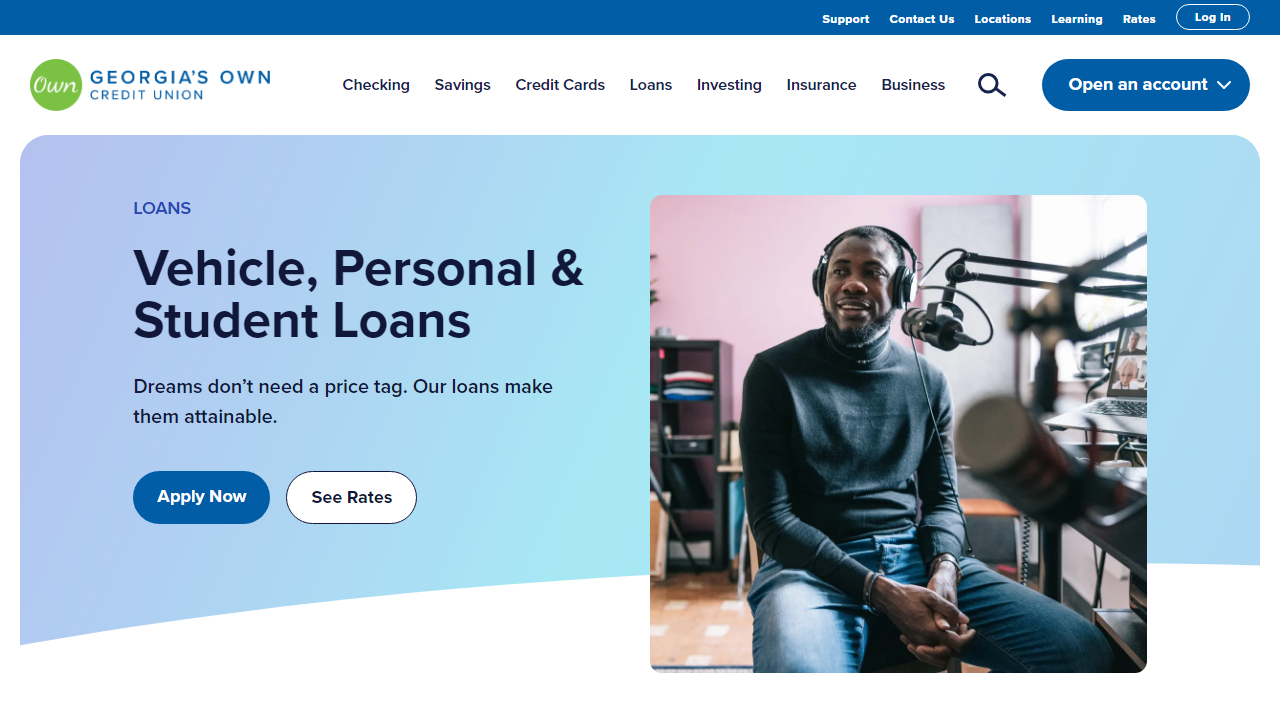 Support Contact Us Locations Learning Rates Log In
Own GEORGIA'S OWN
CREDIT UNION
Checking Savings Credit Cards Loans Investing Insurance Business
Open an account
LOANS
Vehicle, Personal &
Student Loans
Dreams don’t need a price tag. Our loans make
them attainable.
Apply Now See Rates